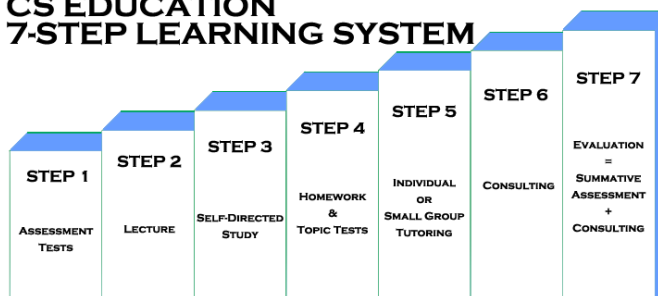 CS EDUCATION
7-STEP LEARNING SYSTEM
STEP 1
ASSESSMENT
TESTS
STEP 2
LECTURE
STEP 3
SELF-DIRECTED
STUDY
STEP 4
HOMEWORK
&
TOPIC TESTS
STEP 5
INDIVIDUAL
OR
SMALL GROUP
TUTORING
STEP 6
CONSULTING
STEP 7
EVALUATION
=
SUMMATIVE
ASSESSMENT
+
CONSULTING